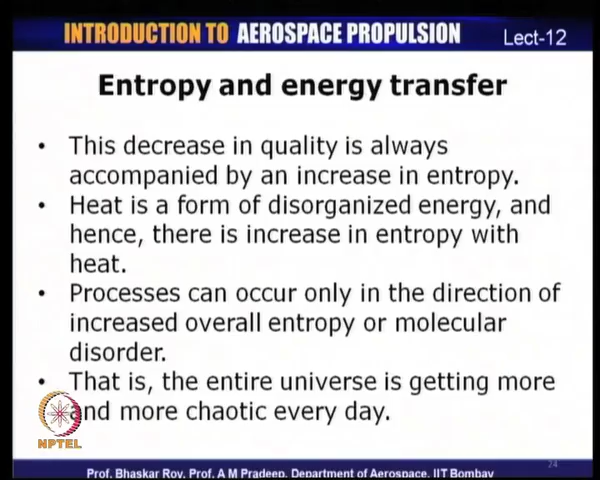 INTRODUCTION TO AEROSPACE PROPULSION
Lect-12
Entropy and energy transfer
• This decrease in quality is always
accompanied by an increase in entropy.
• Heat is a form of disorganized energy, and
hence, there is increase in entropy with
heat.
• Processes can occur only in the direction of
increased overall entropy or molecular
disorder.
• That is, the entire universe is getting more
and more chaotic every day.
NPTEL
24
Prof. Bhaskar Roy, Prof. A M Pradeep, Department of Aerospace, IIT Bombay